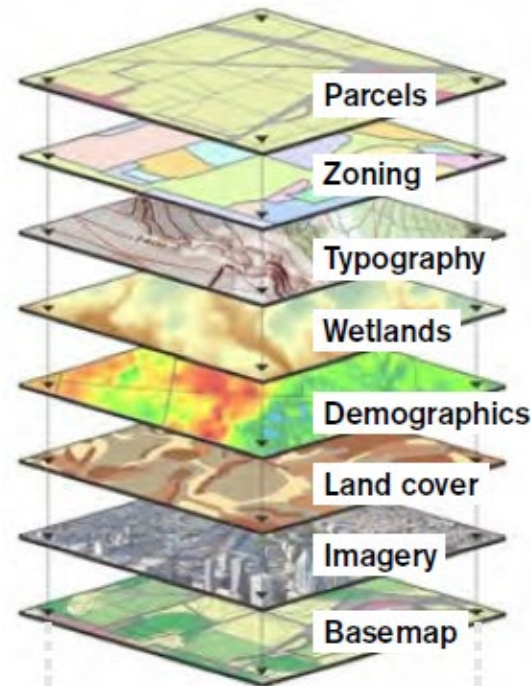 Parcels
Zoning
Typography
Wetlands
Demographics
Land cover
Imagery
Basemap